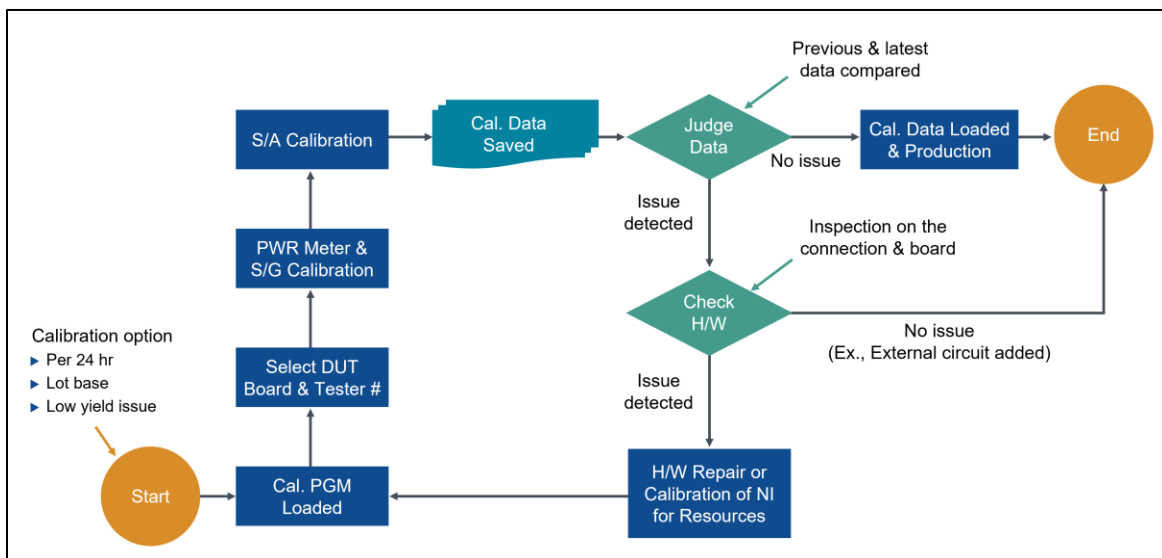 Previous & latest
data compared
S/A Calibration
Cal. Data
Saved
Judge
Data
No issue
Cal. Data Loaded
& Production
End
Issue
detected
Inspection on the
connection & board
PWR Meter &
S/G Calibration
Check
H/W
No issue
(Ex., External circuit added)
Calibration option
Per 24 hr
Lot base
Low yield issue
Select DUT
Board & Tester #
Issue
detected
Start
Cal. PGM
Loaded
H/W Repair or
Calibration of NI
for Resources